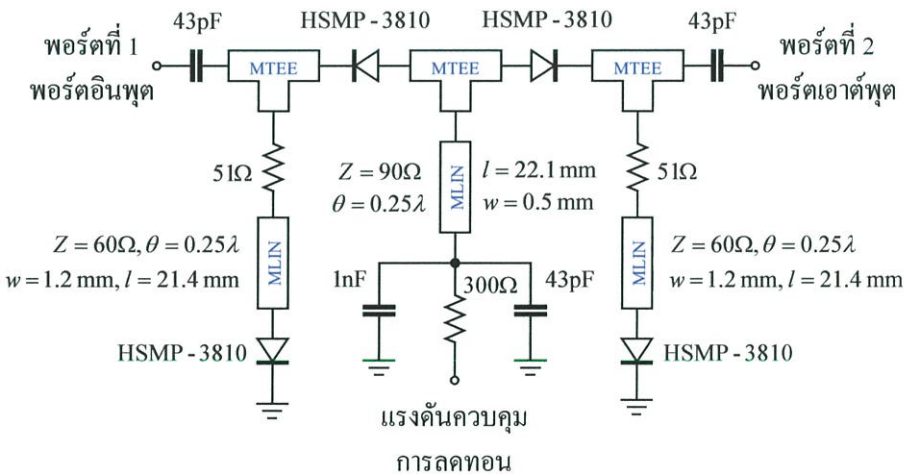 43pF
HSMP-3810
HSMP-3810
43pF
พอร์ตที่ 1
พอร์ตอินพุต
MTEE
MTEE
MTEE
พอร์ตที่ 2
พอร์ตเอาต์พุต
51Ω
Z = 90Ω
θ = 0.25λ
MLIN
l = 22.1 mm
w = 0.5 mm
51Ω
Z = 60Ω, θ = 0.25λ
w = 1.2 mm, l = 21.4 mm
MLIN
Z = 60Ω, θ = 0.25λ
w = 1.2 mm, l = 21.4 mm
MLIN
1nF
300Ω
43pF
HSMP-3810
HSMP-3810
แรงดันควบคุม
การลดทอน